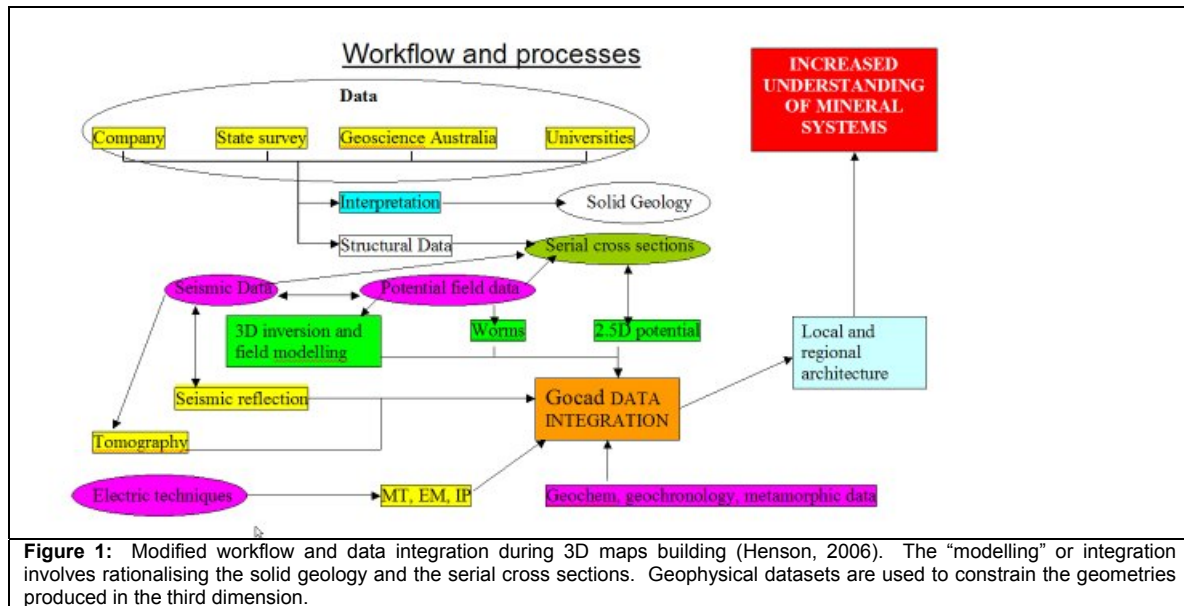 Workflow and processes
INCREASED
UNDERSTANDING
OF MINERAL
SYSTEMS
Data
Company
State survey
Geoscience Australia
Universities
Interpretation
Solid Geology
Structural Data
Serial cross sections
Seismic Data
Potential field data
3D inversion and
field modelling
Worms
2.5D potential
Local and
regional
architecture
Seismic reflection
Gocad DATA
INTEGRATION
Tomography
Electric techniques
MT, EM, IP
Geochem, geochronology, metamorphic data
Figure 1: Modified workflow and data integration during 3D maps building (Henson, 2006). The “modelling” or integration
involves rationalising the solid geology and the serial cross sections. Geophysical datasets are used to constrain the geometries
produced in the third dimension.